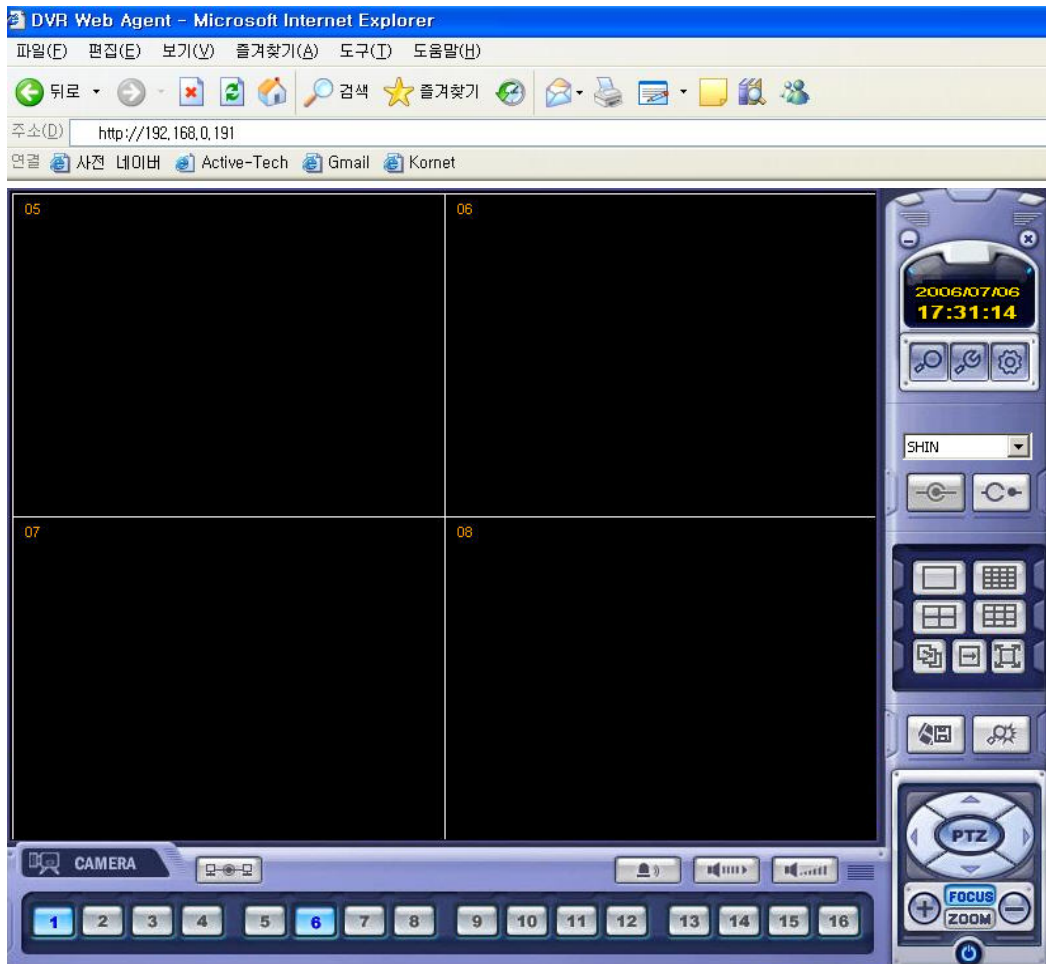 DVR Web Agent - Microsoft Internet Explorer
파일(F) 편집(E) 보기(V) 즐겨찾기(A) 도구(T) 도움말(H)
뒤로 검색 즐겨찾기
주소(D) http://192.168.0.191
연결 사전 네이버 Active-Tech Gmail Kornet
05 06
2006/07/06
17:31:14
SHIN
07 08
PTZ
CAMERA
FOCUS
ZOOM
1 2 3 4 5 6 7 8 9 10 11 12 13 14 15 16